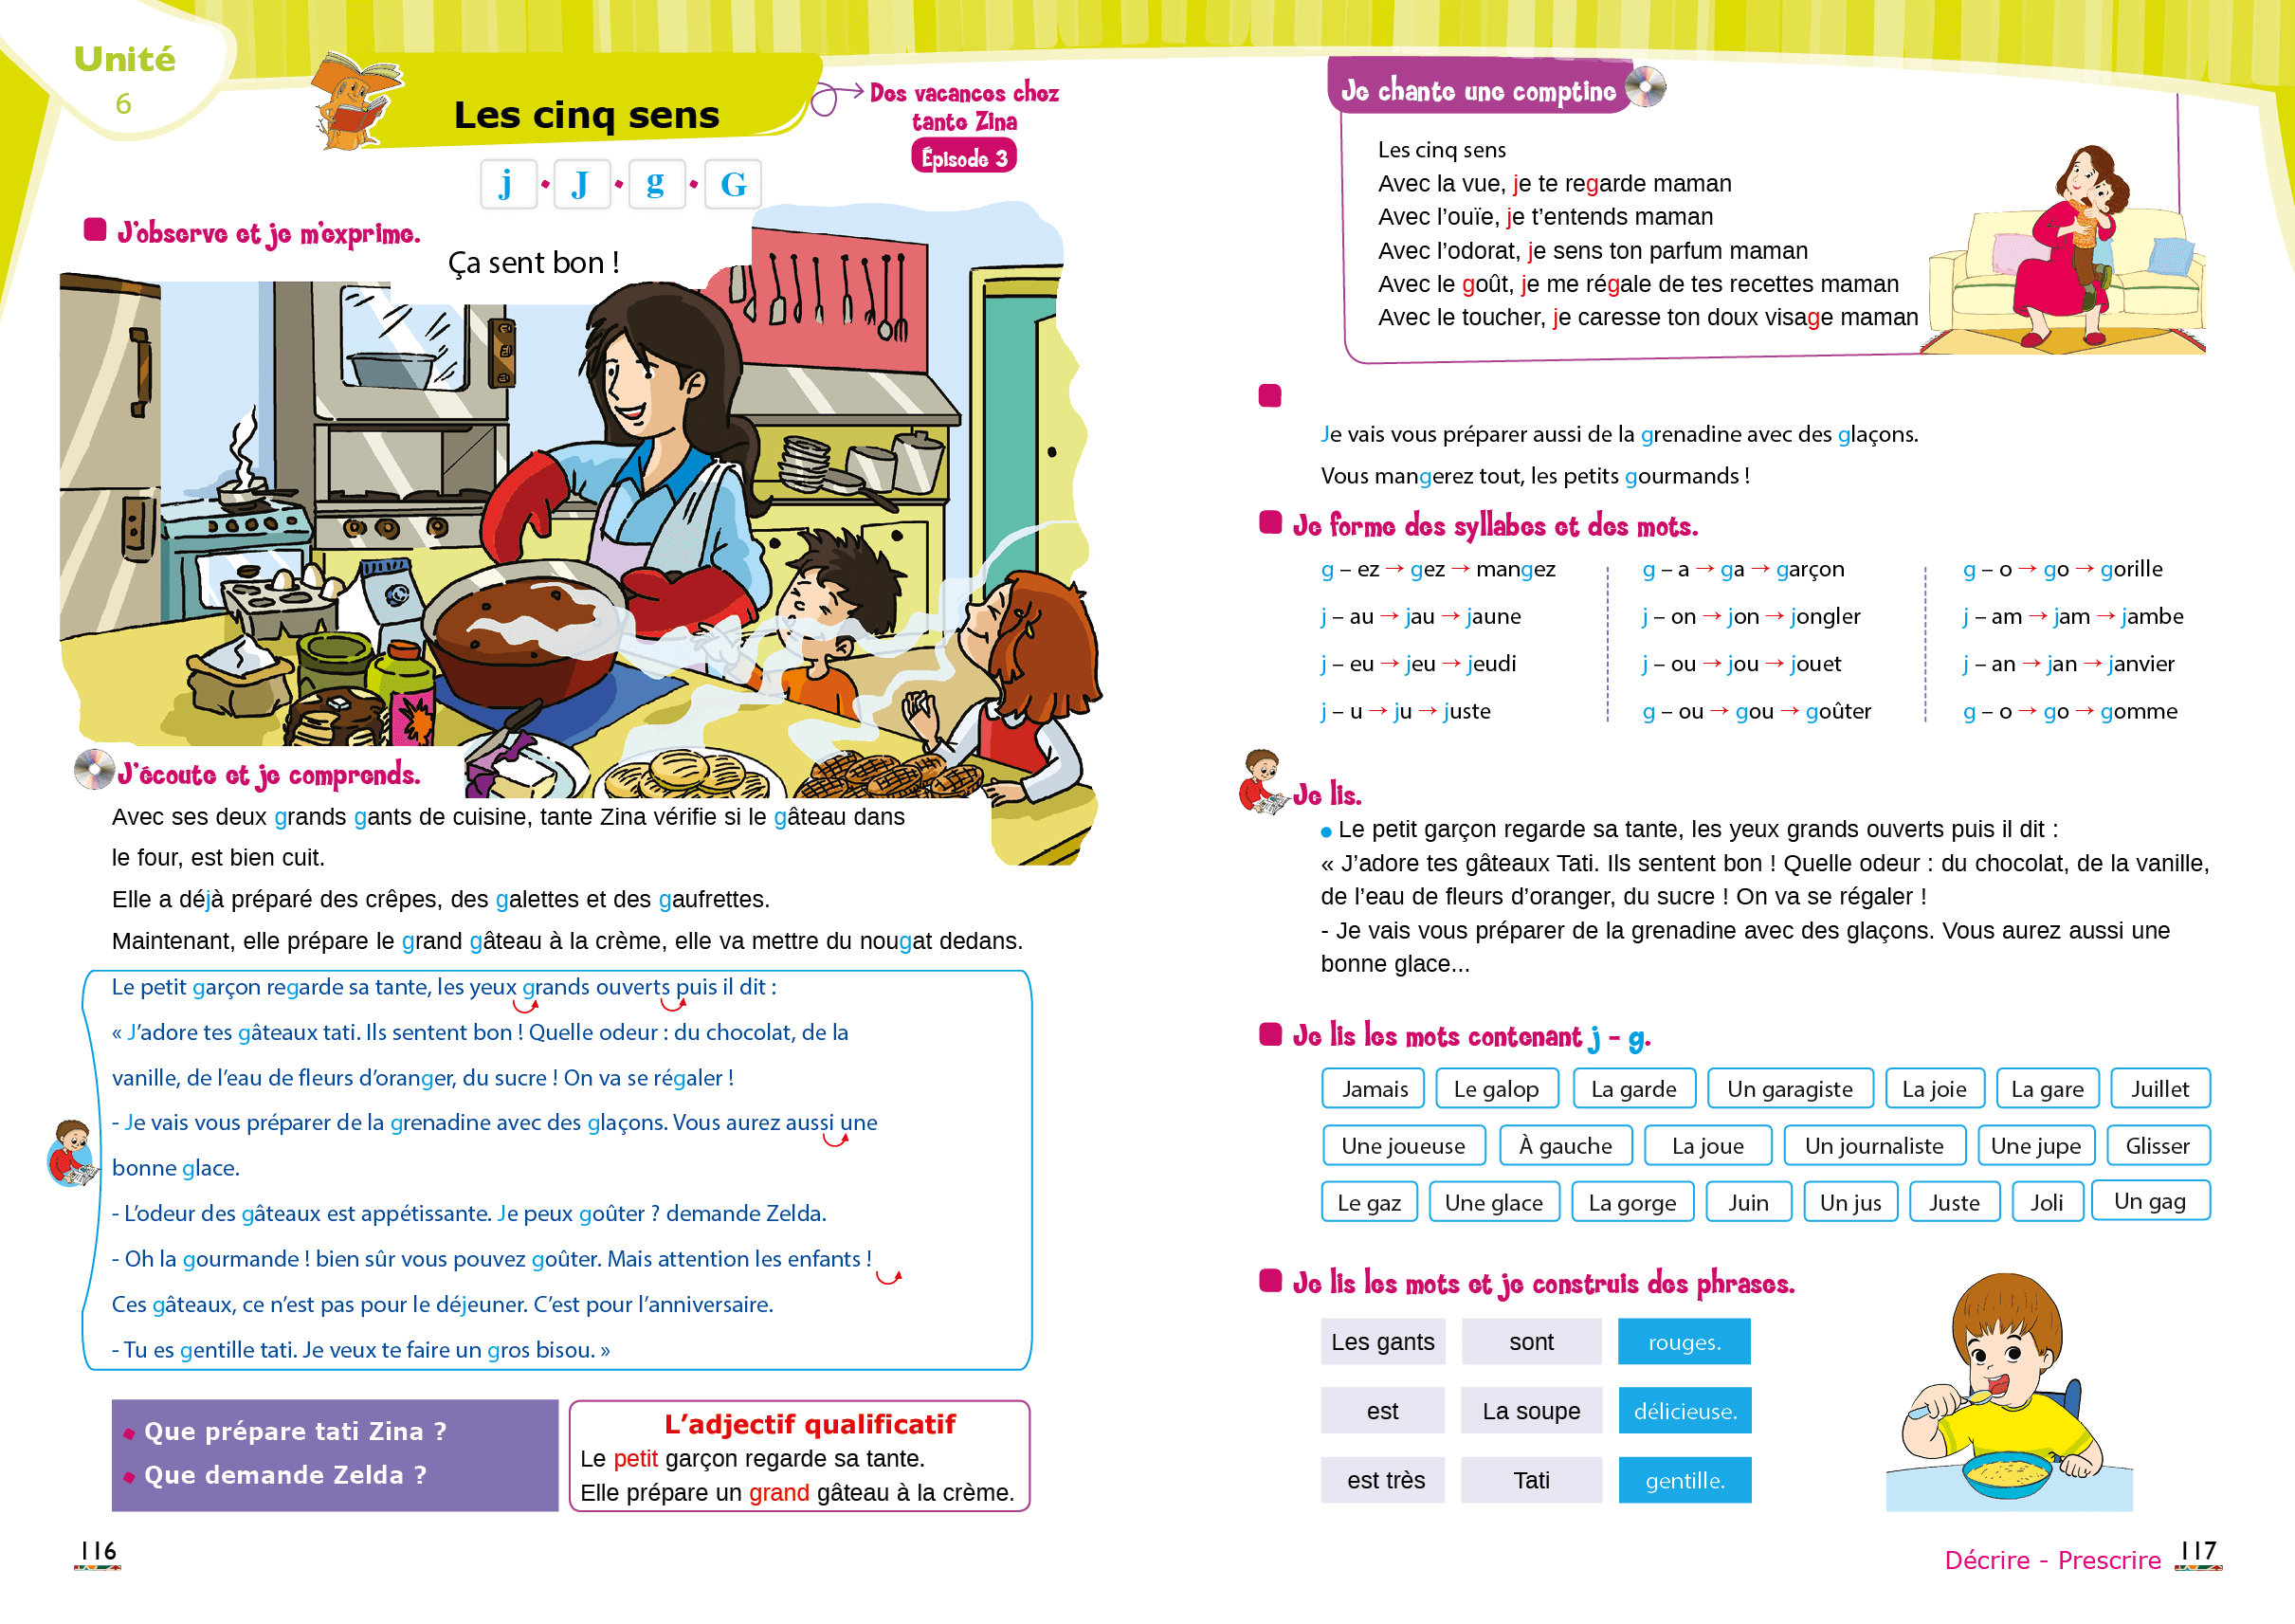 Unité
6
Les cinq sens
Des vacances chez
tante Zina
Épisode 3
j • J • g • G
J'observe et je m'exprime.
Ça sent bon !
J'écoute et je comprends.
Avec ses deux grands gants de cuisine, tante Zina vérifie si le gâteau dans
le four, est bien cuit.
Elle a déjà préparé des crêpes, des galettes et des gaufrettes.
Maintenant, elle prépare le grand gâteau à la crème, elle va mettre du nougat dedans.
Le petit garçon regarde sa tante, les yeux grands ouverts puis il dit :
« J'adore tes gâteaux tati. Ils sentent bon ! Quelle odeur : du chocolat, de la
vanille, de l'eau de fleurs d'oranger, du sucre ! On va se régaler !
- Je vais vous préparer de la grenadine avec des glaçons. Vous aurez aussi une
bonne glace.
- L'odeur des gâteaux est appétissante. Je peux goûter ? demande Zelda.
- Oh la gourmande ! bien sûr vous pouvez goûter. Mais attention les enfants !
Ces gâteaux, ce n'est pas pour le déjeuner. C'est pour l'anniversaire.
- Tu es gentille tati. Je veux te faire un gros bisou. »
• Que prépare tati Zina ?
• Que demande Zelda ?
L'adjectif qualificatif
Le petit garçon regarde sa tante.
Elle prépare un grand gâteau à la crème.
116
Je chante une comptine
Les cinq sens
Avec la vue, je te regarde maman
Avec l'ouïe, je t'entends maman
Avec l'odorat, je sens ton parfum maman
Avec le goût, je me régale de tes recettes maman
Avec le toucher, je caresse ton doux visage maman
Je vais vous préparer aussi de la grenadine avec des glaçons.
Vous mangerez tout, les petits gourmands !
Je forme des syllabes et des mots.
g – ez → gez → mangez
j – au → jau → jaune
j – eu → jeu → jeudi
j – u → ju → juste
g – a → ga → garçon
j – on → jon → jongler
j – ou → jou → jouet
g – ou → gou → goûter
g – o → go → gorille
j – am → jam → jambe
j – an → jan → janvier
g – o → go → gomme
Je lis.
• Le petit garçon regarde sa tante, les yeux grands ouverts puis il dit :
« J'adore tes gâteaux Tati. Ils sentent bon ! Quelle odeur : du chocolat, de la vanille,
de l'eau de fleurs d'oranger, du sucre ! On va se régaler !
- Je vais vous préparer de la grenadine avec des glaçons. Vous aurez aussi une
bonne glace...
Je lis les mots contenant j - g.
Jamais Le galop La garde Un garagiste La joie La gare Juillet
Une joueuse À gauche La joue Un journaliste Une jupe Glisser
Le gaz Une glace La gorge Juin Un jus Juste Joli Un gag
Je lis les mots et je construis des phrases.
Les gants sont rouges.
est La soupe délicieuse.
est très Tati gentille.
Décrire - Prescrire
117